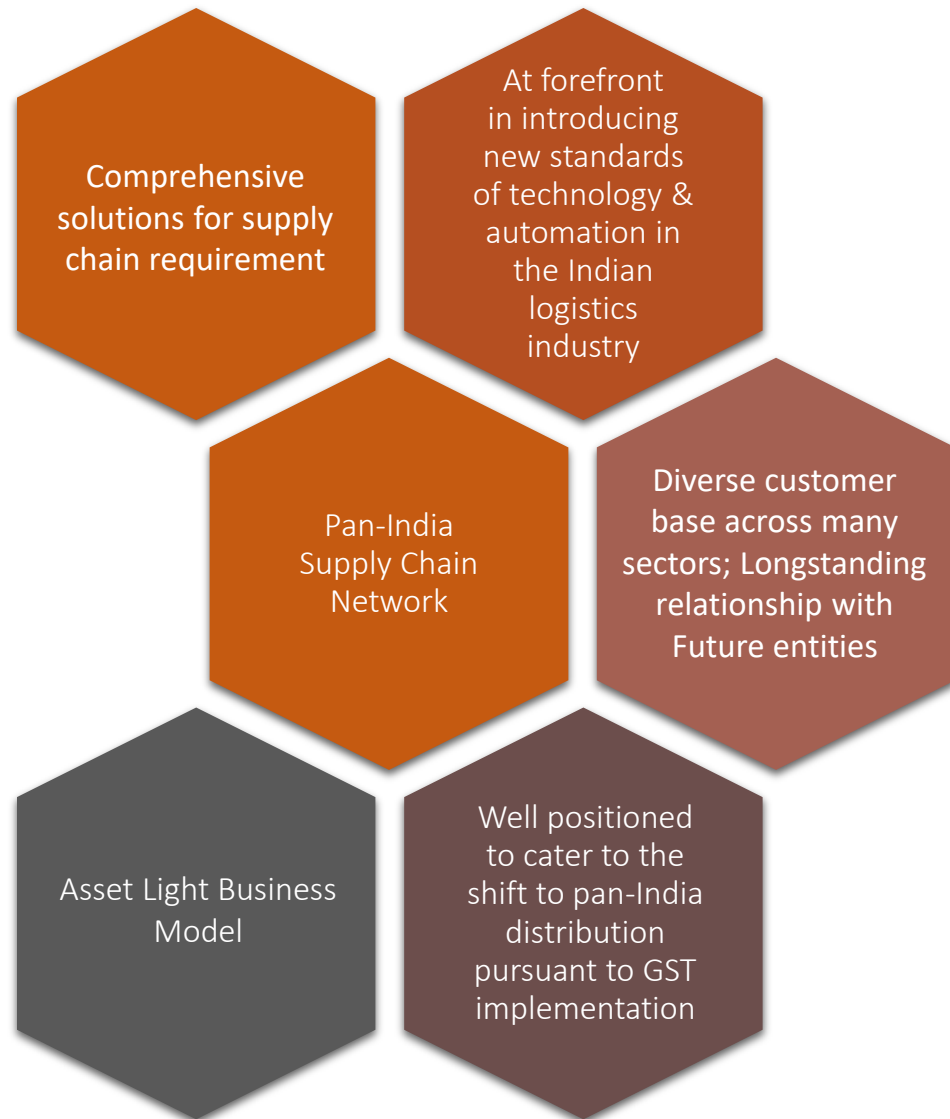 Comprehensive
solutions for supply
chain requirement
At forefront
in introducing
new standards
of technology &
automation in
the Indian
logistics
industry
Pan-India
Supply Chain
Network
Diverse customer
base across many
sectors; Longstanding
relationship with
Future entities
Asset Light Business
Model
Well positioned
to cater to the
shift to pan-India
distribution
pursuant to GST
implementation